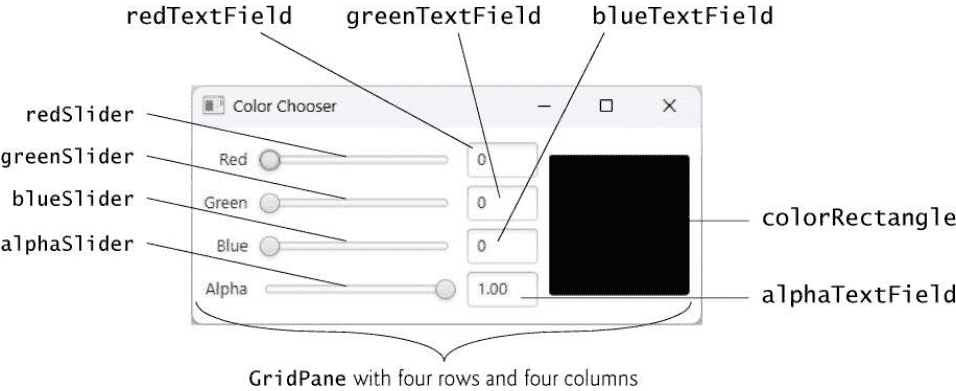 redTextField greenTextField blueTextField
Color Chooser
redSlider
Red 0
greenSlider
Green 0
blueSlider
Blue 0
colorRectangle
alphaSlider
Alpha 1.00
alphaTextField
GridPane with four rows and four columns